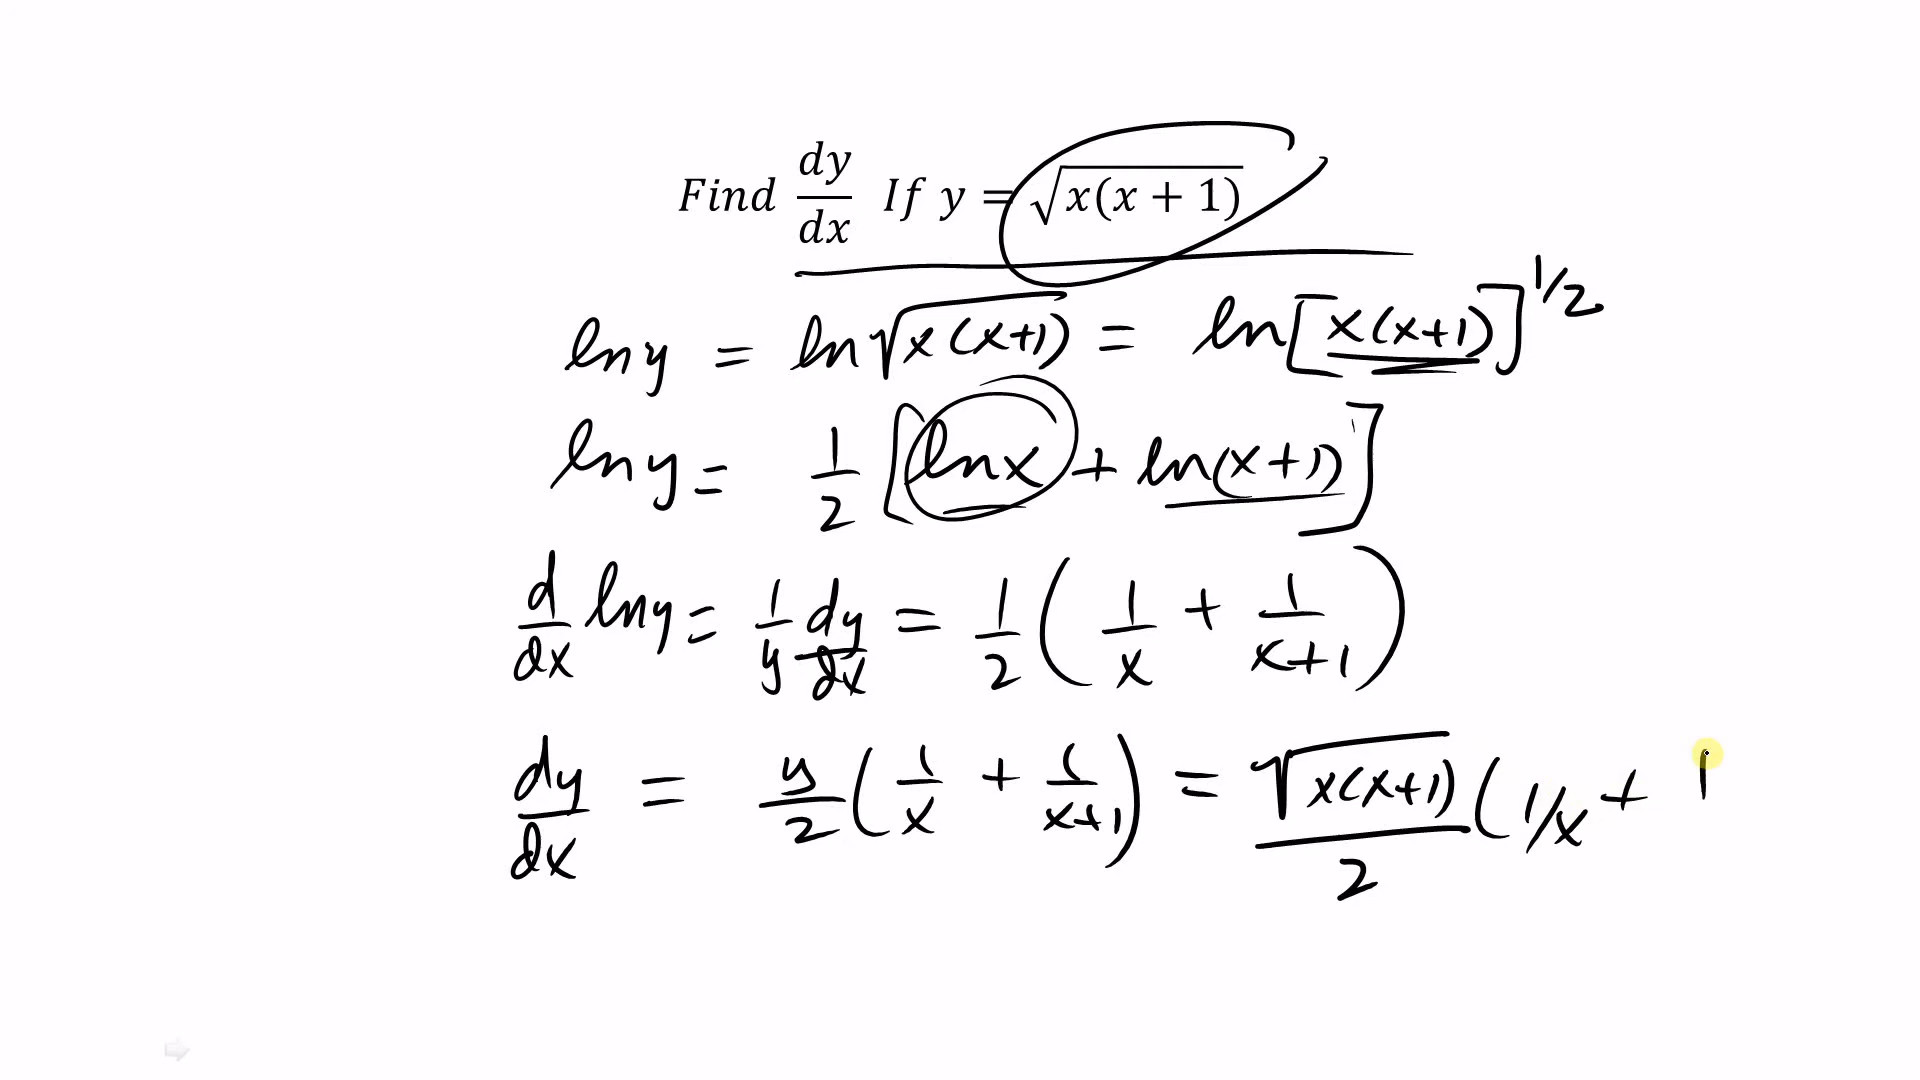 Find dy/dx If y = √x(x + 1)
ln y = ln √x(x+1) = ln[x(x+1)]^1/2
ln y = 1/2 [ln x + ln(x+1)]
d/dx ln y = 1/y dy/dx = 1/2 (1/x + 1/x+1)
dy/dx = y/2 (1/x + 1/x+1) = √x(x+1)/2 (1/x + 1